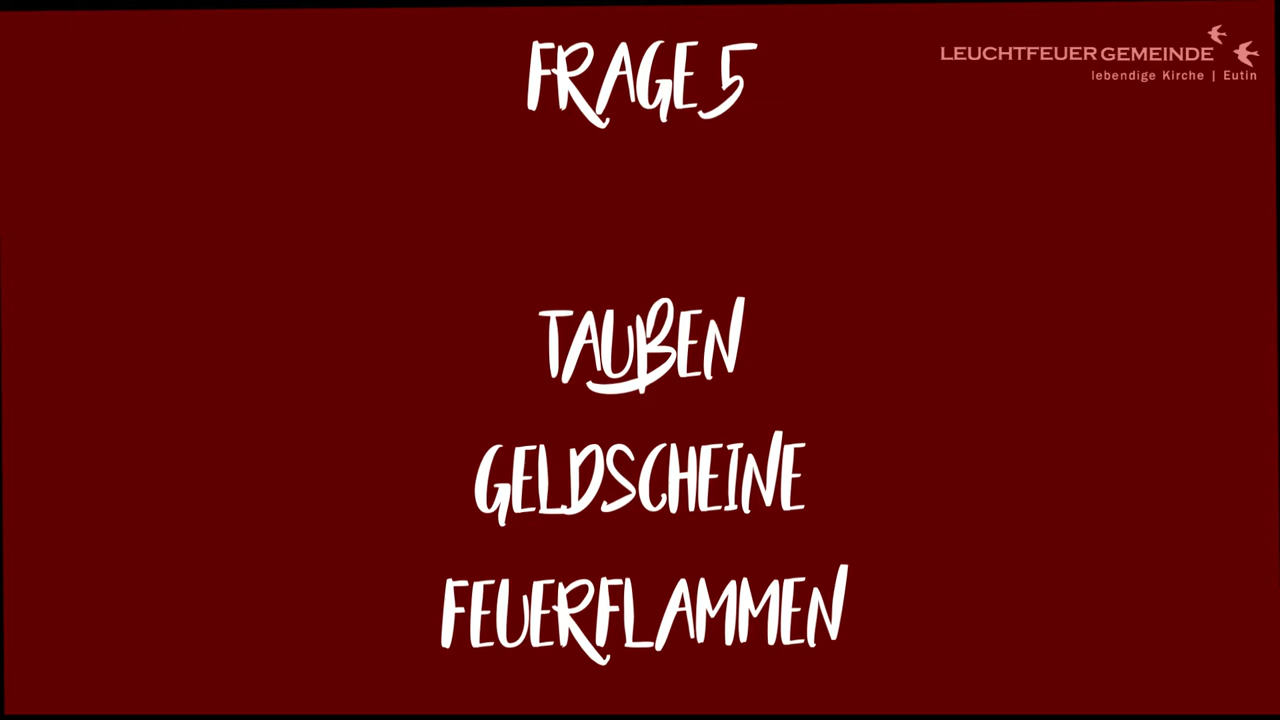 FRAGE 5
LEUCHTFEUER GEMEINDE
lebendige Kirche | Eutin
TAUBEN
GELDSCHEINE
FEUERFLAMMEN